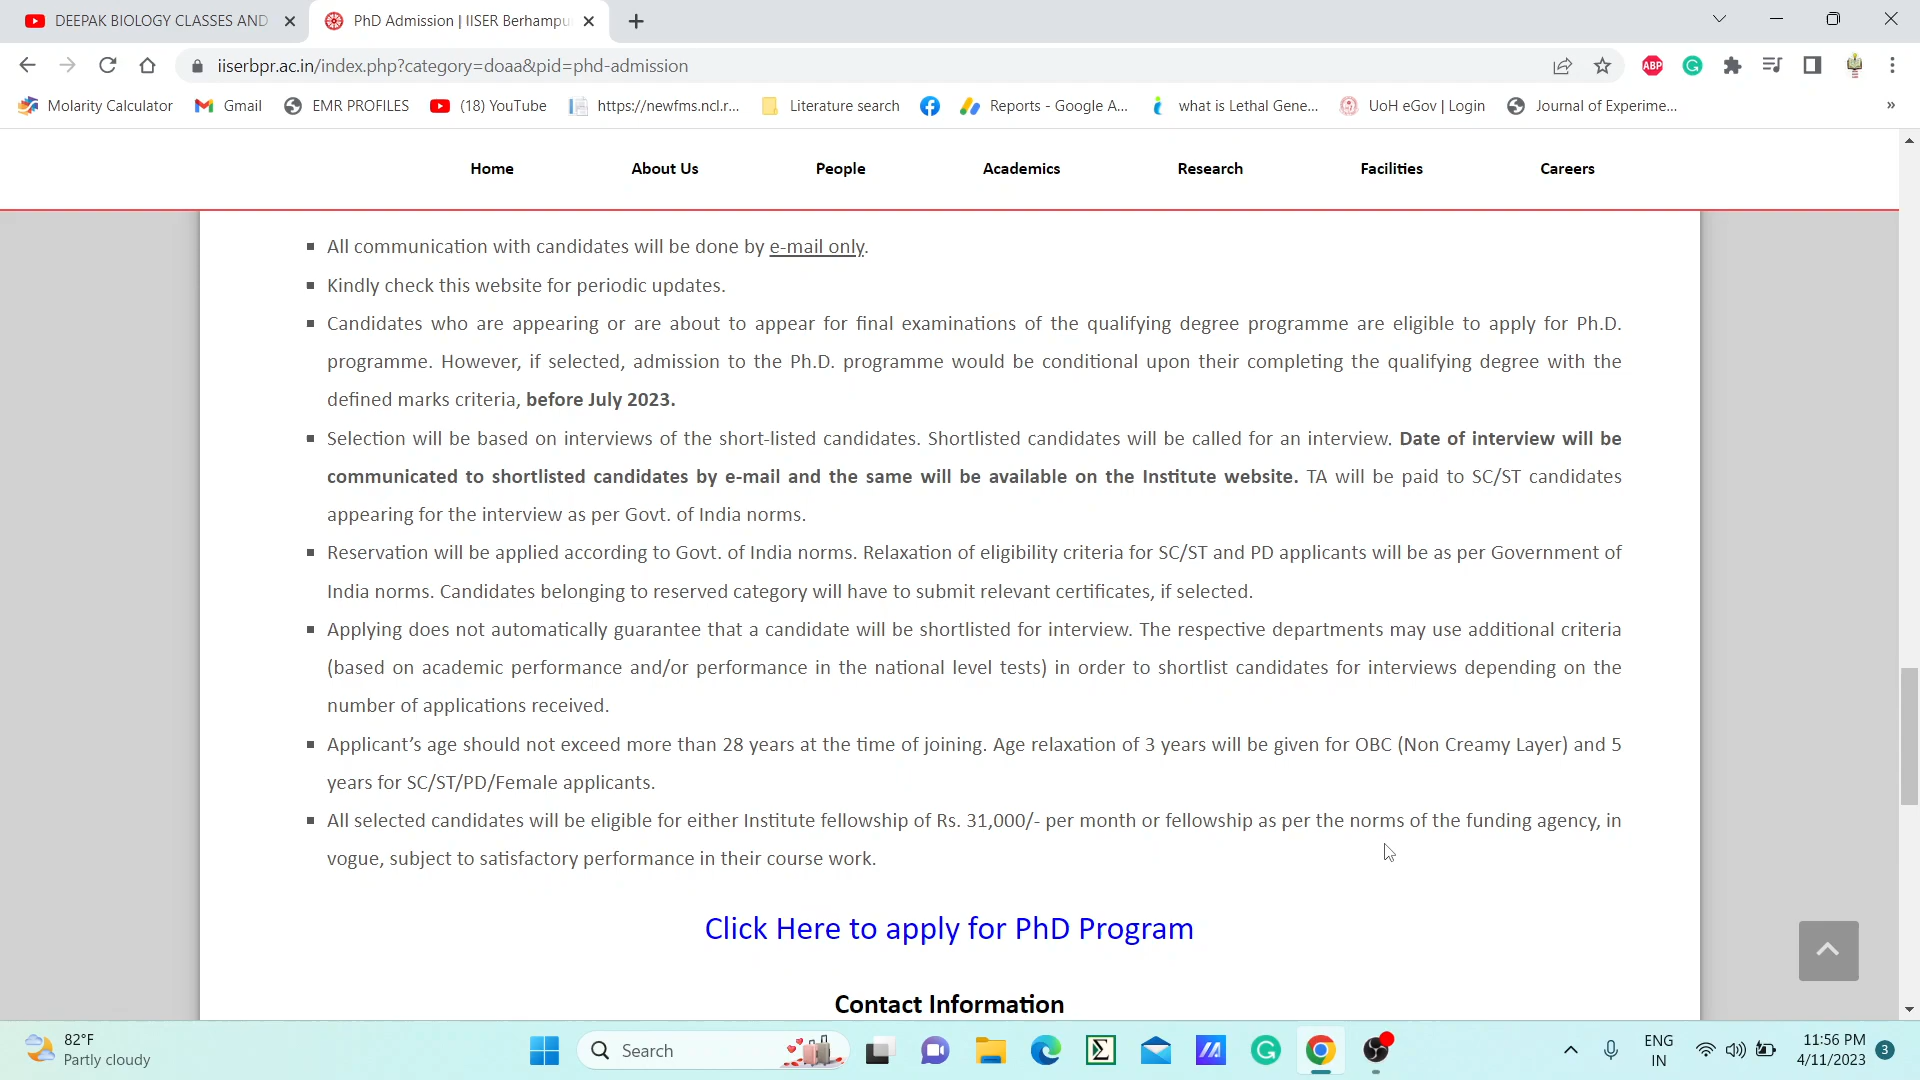 DEEPAK BIOLOGY CLASSES AND
PhD Admission | IISER Berhampu
iiserbpr.ac.in/index.php?category=doaa&pid=phd-admission
ABP
Molarity Calculator
Gmail
EMR PROFILES
(18) YouTube
https://newfms.ncl.r...
Literature search
Reports - Google A...
what is Lethal Gene...
UoH eGov | Login
Journal of Experime...
»
Home
About Us
People
Academics
Research
Facilities
Careers
All communication with candidates will be done by e-mail only.
Kindly check this website for periodic updates.
Candidates who are appearing or are about to appear for final examinations of the qualifying degree programme are eligible to apply for Ph.D.
programme. However, if selected, admission to the Ph.D. programme would be conditional upon their completing the qualifying degree with the
defined marks criteria, before July 2023.
Selection will be based on interviews of the short-listed candidates. Shortlisted candidates will be called for an interview. Date of interview will be
communicated to shortlisted candidates by e-mail and the same will be available on the Institute website. TA will be paid to SC/ST candidates
appearing for the interview as per Govt. of India norms.
Reservation will be applied according to Govt. of India norms. Relaxation of eligibility criteria for SC/ST and PD applicants will be as per Government of
India norms. Candidates belonging to reserved category will have to submit relevant certificates, if selected.
Applying does not automatically guarantee that a candidate will be shortlisted for interview. The respective departments may use additional criteria
(based on academic performance and/or performance in the national level tests) in order to shortlist candidates for interviews depending on the
number of applications received.
Applicant's age should not exceed more than 28 years at the time of joining. Age relaxation of 3 years will be given for OBC (Non Creamy Layer) and 5
years for SC/ST/PD/Female applicants.
All selected candidates will be eligible for either Institute fellowship of Rs. 31,000/- per month or fellowship as per the norms of the funding agency, in
vogue, subject to satisfactory performance in their course work.
Click Here to apply for PhD Program
Contact Information
82°F
Partly cloudy
Search
ENG
IN
11:56 PM
4/11/2023
3